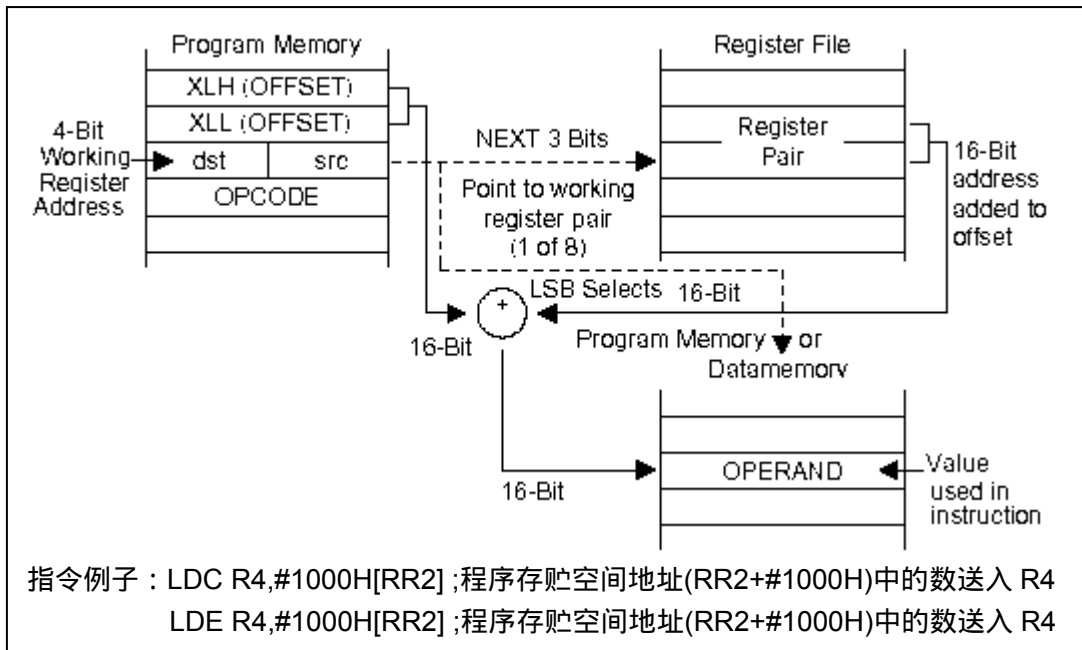 Program Memory
Register File
XLH (OFFSET)
XLL (OFFSET)
4-Bit
Working
Register
Address
dst
src
OPCODE
NEXT 3 Bits
Point to working
register pair
(1 of 8)
Register
Pair
16-Bit
address
added to
offset
LSB Selects
16-Bit
+
16-Bit
Program Memory or
Datamemory
16-Bit
OPERAND
Value
used in
instruction
指令例子：LDC R4,#1000H[RR2] ;程序存贮空间地址(RR2+#1000H)中的数送入 R4
LDE R4,#1000H[RR2] ;程序存贮空间地址(RR2+#1000H)中的数送入 R4